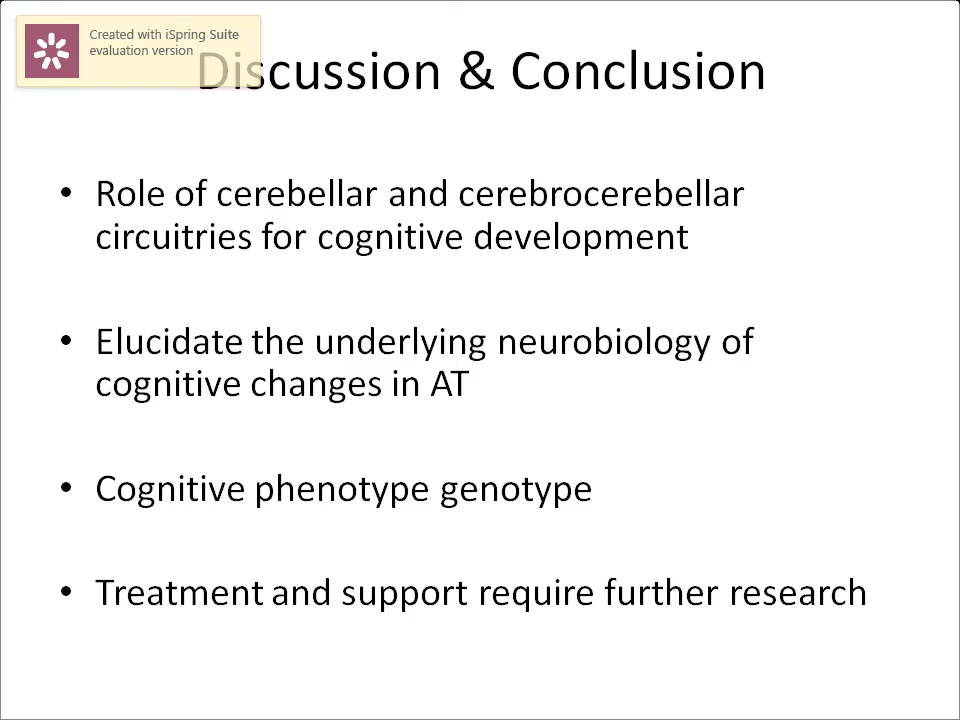 Created with iSpring Suite
evaluation version
Discussion & Conclusion
• Role of cerebellar and cerebrocerebellar
circuitries for cognitive development
• Elucidate the underlying neurobiology of
cognitive changes in AT
• Cognitive phenotype genotype
• Treatment and support require further research